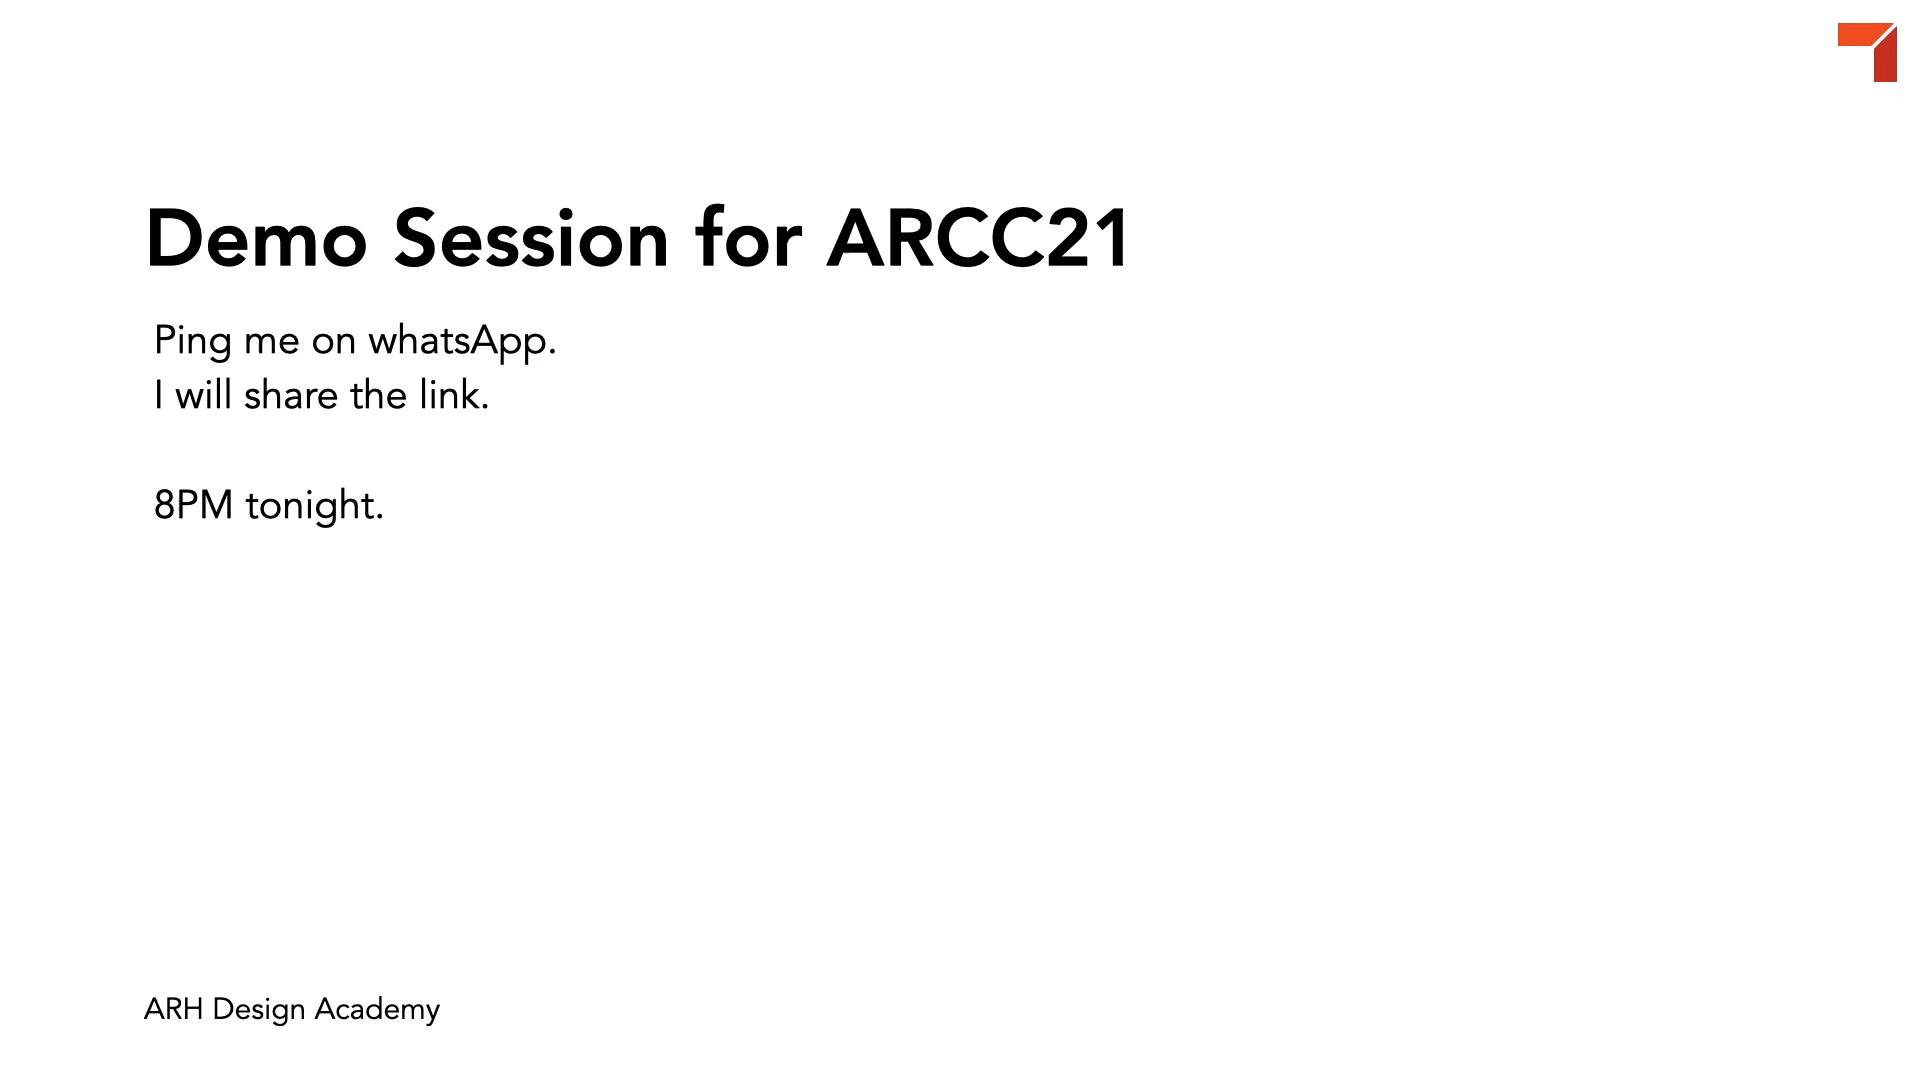 Demo Session for ARCC21
Ping me on whatsApp.
I will share the link.
8PM tonight.
ARH Design Academy